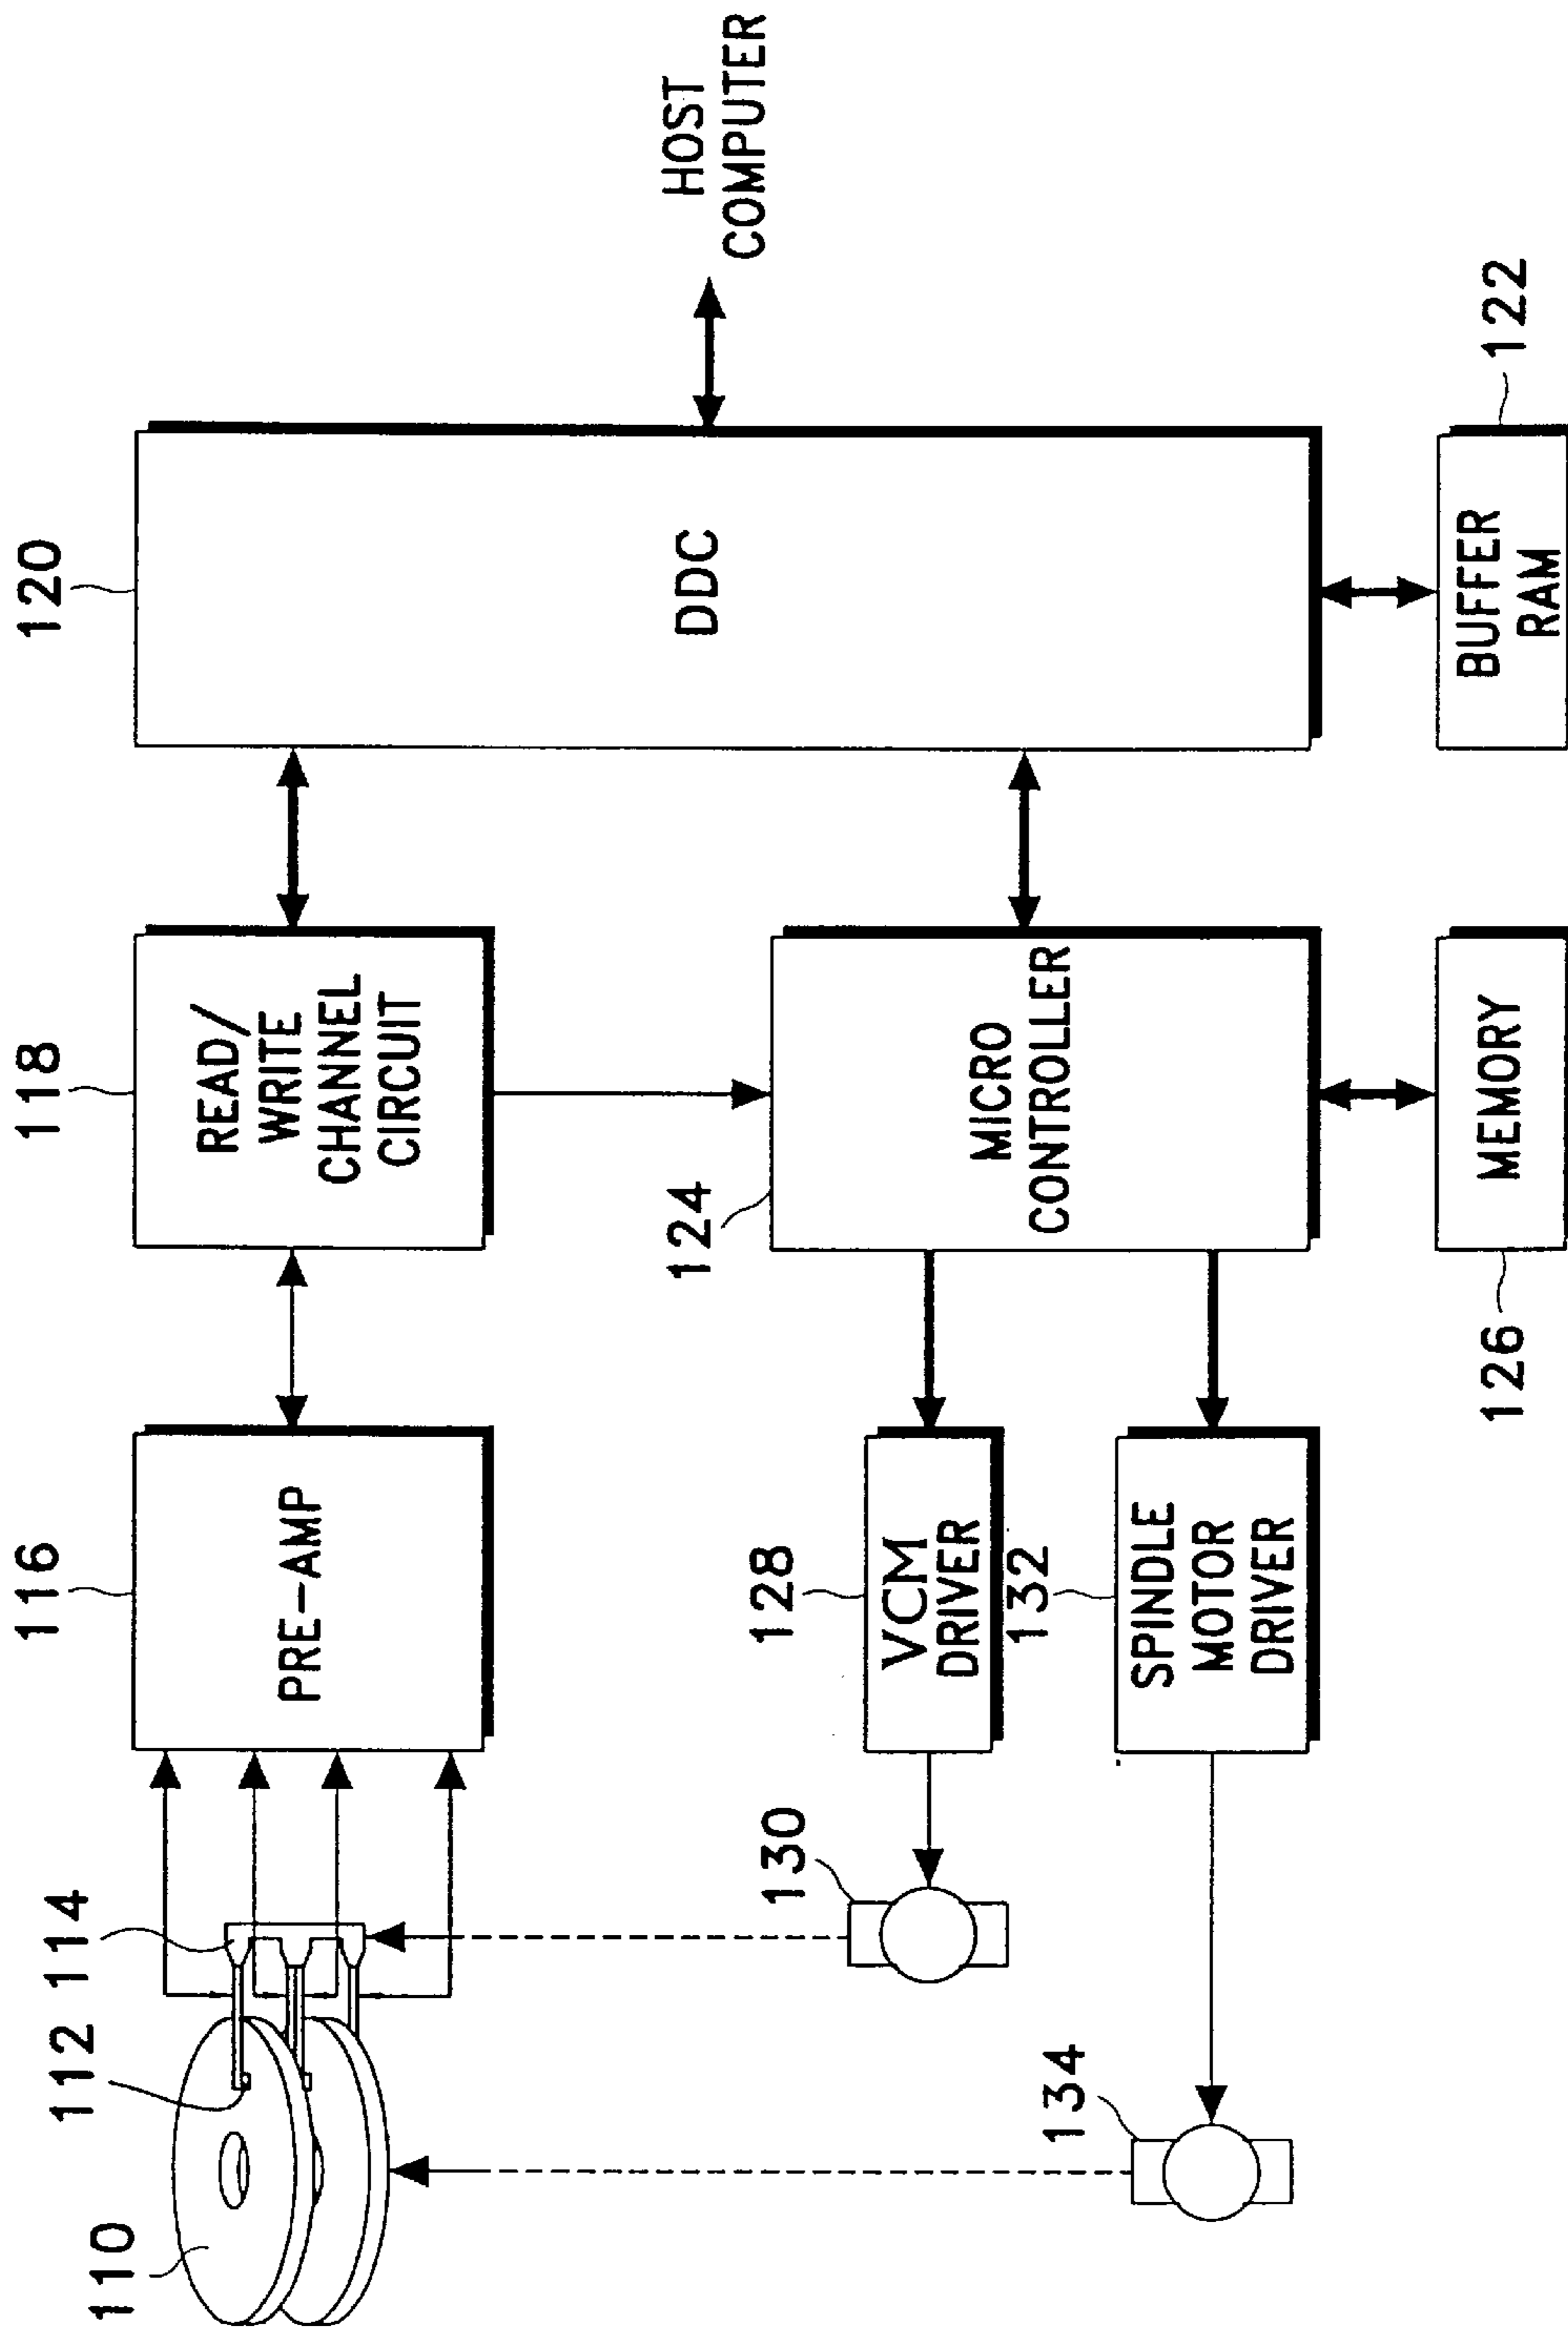 110
112
114
116
PRE-AMP
118
READ/
WRITE
CHANNEL
CIRCUIT
120
DDC
HOST
COMPUTER
130
128
VCM
DRIVER
124
MICRO
CONTROLLER
134
132
SPINDLE
MOTOR
DRIVER
126
MEMORY
BUFFER
RAM
122